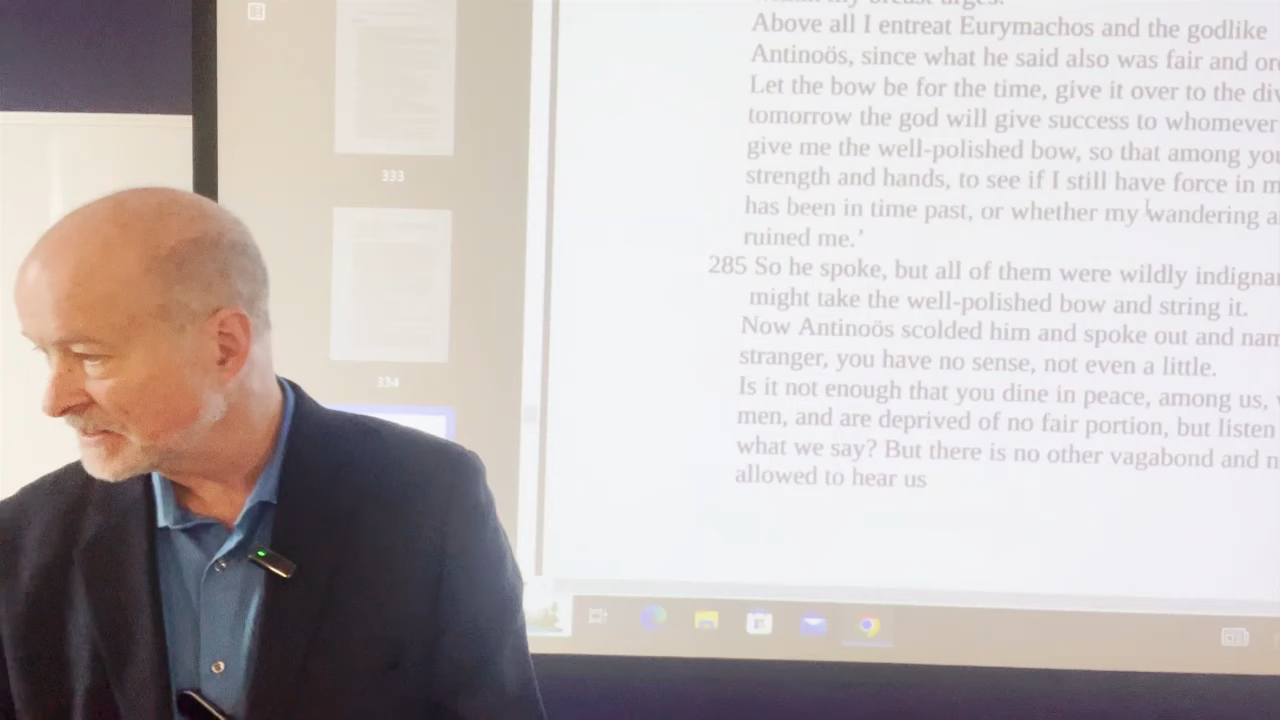 Above all I entreat Eurymachos and the godlike
Antinoös, since what he said also was fair and
Let the bow be for the time, give it over to the
tomorrow the god will give success to whomever
give me the well-polished bow, so that among
strength and hands, to see if I still have force in
has been in time past, or whether my wandering
ruined me.’
285 So he spoke, but all of them were wildly
might take the well-polished bow and string it.
Now Antinoös scolded him and spoke out and
stranger, you have no sense, not even a little.
Is it not enough that you dine in peace, among us,
men, and are deprived of no fair portion, but listen
what we say? But there is no other vagabond and
allowed to hear us
333
334